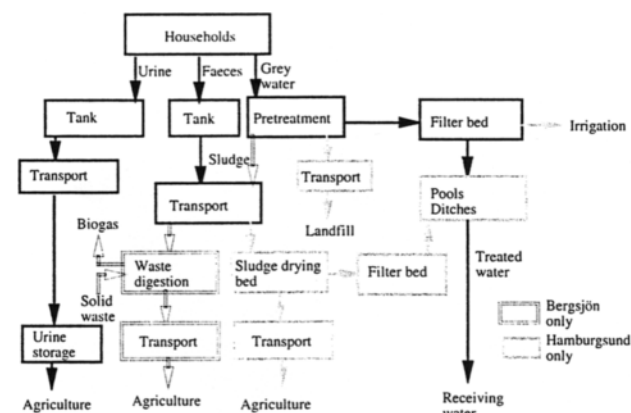 Households
Urine
Faeces
Grey
water
Tank
Tank
Pretreatment
Filter bed
Irrigation
Sludge
Transport
Transport
Transport
Pools
Ditches
Landfill
Biogas
Waste
digestion
Sludge drying
bed
Filter bed
Treated
water
Solid
waste
Bergsjön
only
Urine
storage
Transport
Transport
Hamburgsund
only
Agriculture
Agriculture
Agriculture
Receiving
water